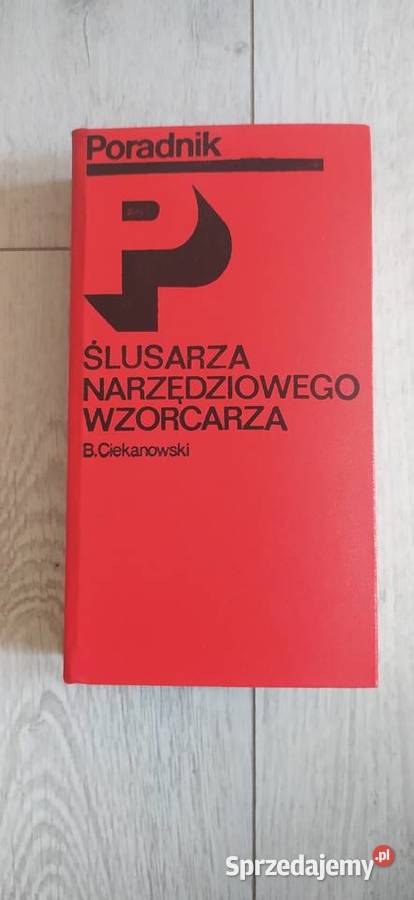 Poradnik
P
ŚLUSARZA
NARZĘDZIOWEGO
WZORCARZA
B.Ciekanowski
Sprzedajemy.pl